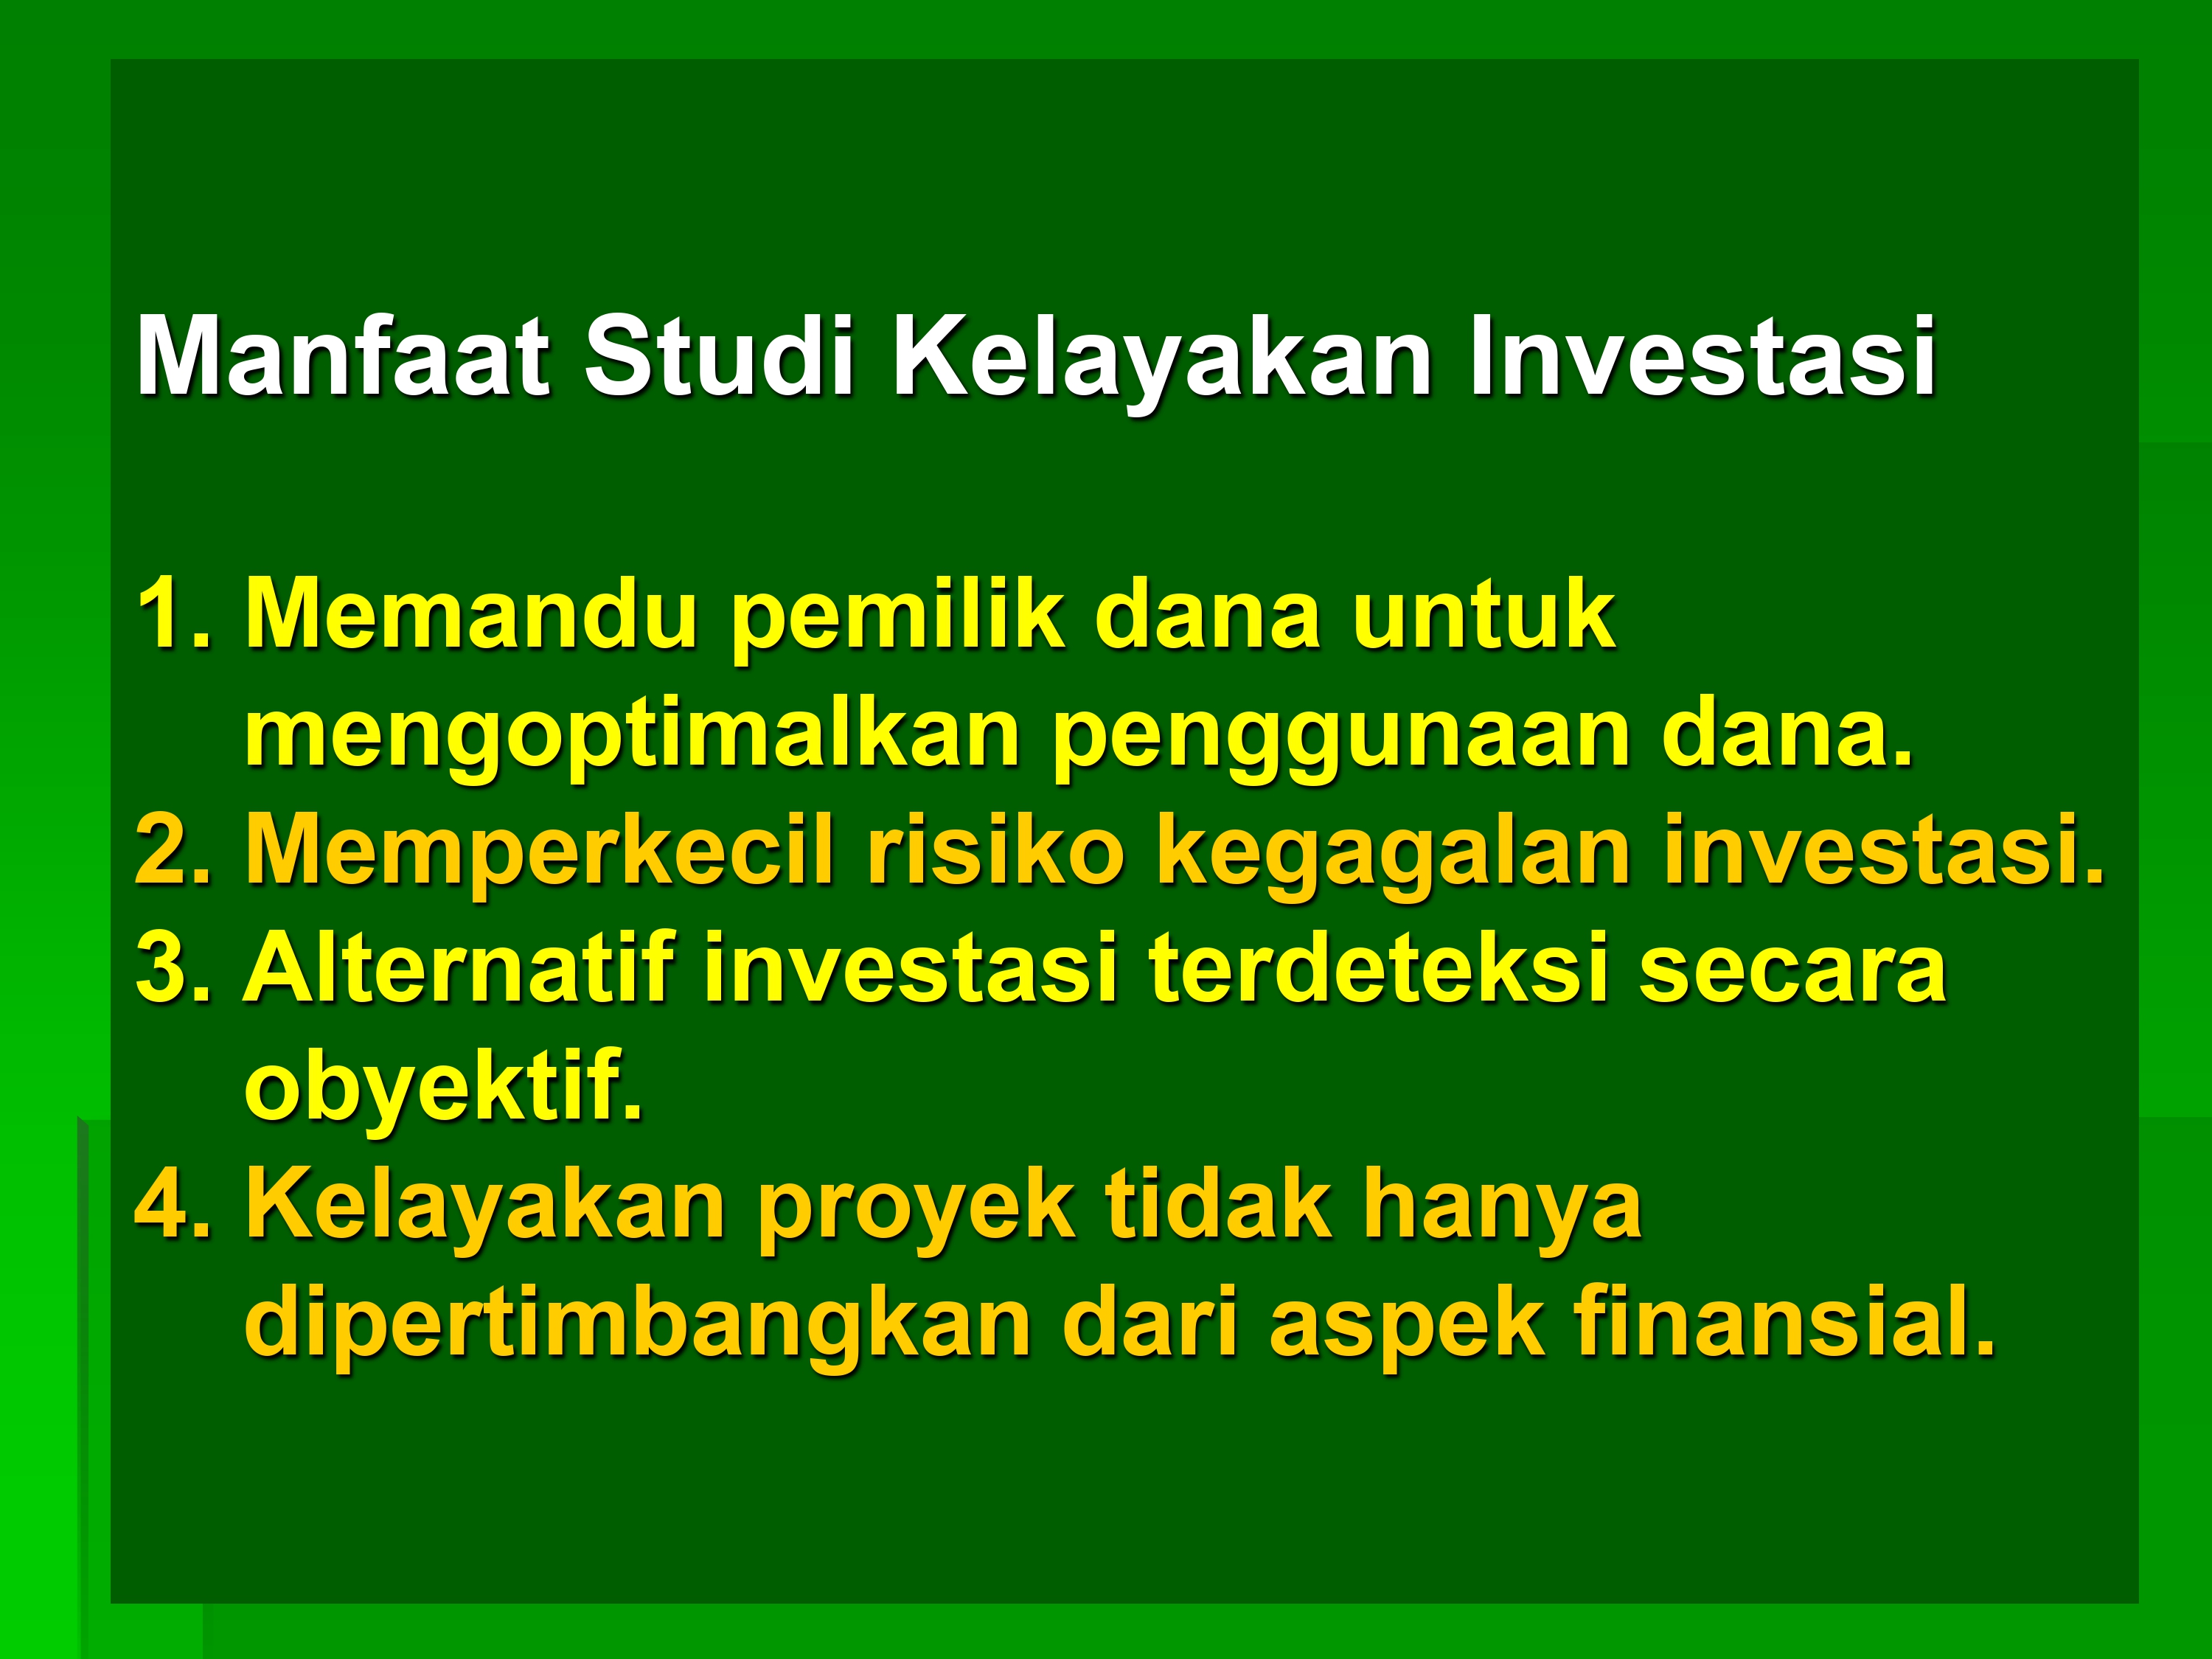 Manfaat Studi Kelayakan Investasi
1. Memandu pemilik dana untuk
mengoptimalkan penggunaan dana.
2. Memperkecil risiko kegagalan investasi.
3. Alternatif investasi terdeteksi secara
obyektif.
4. Kelayakan proyek tidak hanya
dipertimbangkan dari aspek finansial.